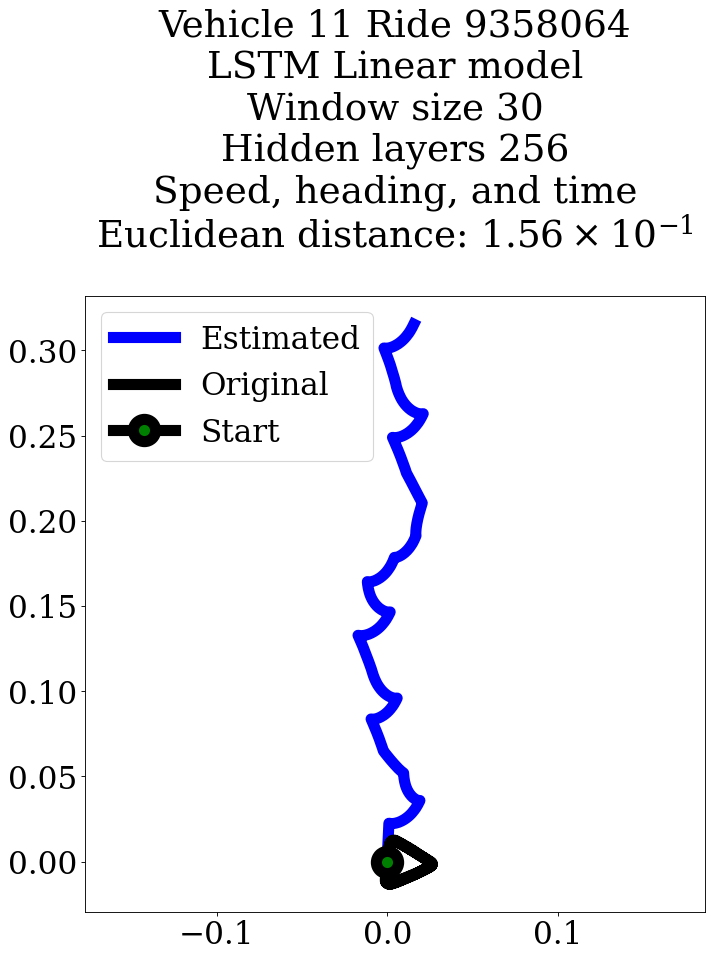 Vehicle 11 Ride 9358064
LSTM Linear model
Window size 30
Hidden layers 256
Speed, heading, and time
Euclidean distance: 1.56 × 10⁻¹
Estimated
Original
Start
0.30
0.25
0.20
0.15
0.10
0.05
0.00
−0.1 0.0 0.1